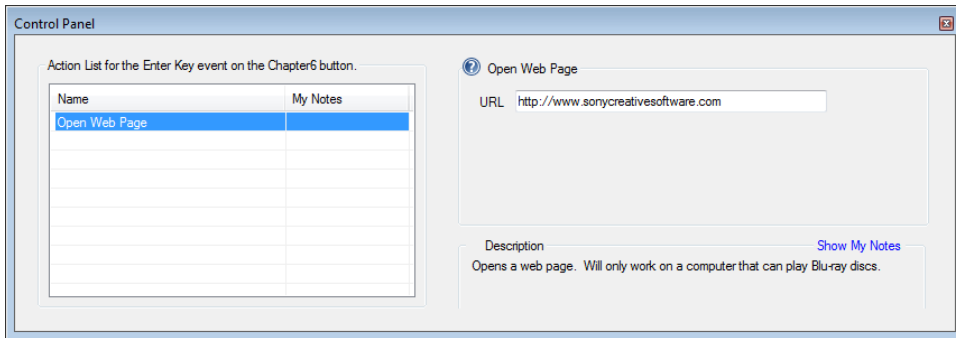 Control Panel
Action List for the Enter Key event on the Chapter6 button.
Name My Notes
Open Web Page
Open Web Page
URL http://www.sonycreativesoftware.com
Description Show My Notes
Opens a web page. Will only work on a computer that can play Blu-ray discs.